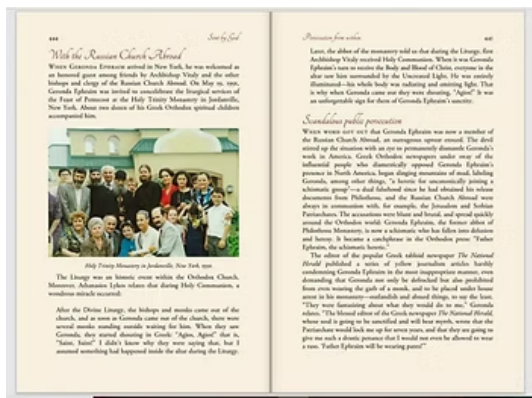 Sent by God
With the Russian Church Abroad
WHEN GERONDA EPHRAIM arrived in New York, he was welcomed as
an honored guest among friends by Archbishop Vitaly and the other
bishops and clergy of the Russian Church Abroad. On May 19, 1991,
Geronda Ephraim was invited to concelebrate the liturgical services of
the Feast of Pentecost at the Holy Trinity Monastery in Jordanville,
New York. About two dozen of his Greek Orthodox spiritual children
accompanied him.
Holy Trinity Monastery in Jordanville, New York, 1991.
The Liturgy was an historic event within the Orthodox Church.
Moreover, Athanasios Lykos relates that during Holy Communion, a
wondrous miracle occurred:
After the Divine Liturgy, the bishops and monks came out of the
church, and as soon as Geronda came out of the church, there were
several monks standing outside waiting for him. When they saw
Geronda, they started shouting in Greek: “Agios, Agios!” that is,
“Saint, Saint!” I didn’t know why they were saying that, but I
assumed something had happened inside the altar during the Liturgy.
Persecution from within
Later, the abbot of the monastery told us that during the Liturgy, first
Archbishop Vitaly received Holy Communion. When it was Geronda
Ephraim’s turn to receive the Body and Blood of Christ, everyone in the
altar saw him surrounded by the Uncreated Light. He was entirely
illuminated—his whole body was radiating and emitting light. That
is why when Geronda came out they were shouting, “Agios!” It was
an unforgettable sign for them of Geronda Ephraim’s sanctity.
Scandalous public persecution
WHEN WORD GOT OUT that Geronda Ephraim was now a member of
the Russian Church Abroad, an outrageous uproar ensued. The devil
stirred up the situation with an eye to permanently dismantle Geronda’s
work in America. Greek Orthodox newspapers under sway of the
influential people who diametrically opposed Geronda Ephraim’s
presence in North America, began slinging mountains of mud, labeling
Geronda, among other things, “a heretic for uncanonically joining a
schismatic group”—a dual falsehood since he had obtained his release
documents from Philotheou, and the Russian Church Abroad were
always in communion with, for example, the Jerusalem and Serbian
Patriarchates. The accusations were blunt and brutal, and spread quickly
around the Orthodox world: Geronda Ephraim, the former abbot of
Philotheou Monastery, is now a schismatic who has fallen into delusion
and heresy. It became a catchphrase in the Orthodox press: “Father
Ephraim, the schismatic heretic.”
The editor of the popular Greek tabloid newspaper The National
Herald published a series of yellow journalism articles harshly
condemning Geronda Ephraim in the most inappropriate manner, even
demanding that Geronda not only be defrocked but also prohibited
from even wearing the garb of a monk, and to be placed under house
arrest in his monastery—outlandish and absurd things, to say the least.
“They were fantasizing about what they would do to me,” Geronda
relates. “The blessed editor of the Greek newspaper The National Herald,
whose soul is going to be sanctified and will bear myrrh, wrote that the
Patriarchate would lock me up for seven years, and that they are going to
give me such a drastic penance that I would not even be allowed to wear
a rasa. ‘Father Ephraim will be wearing pants!’”